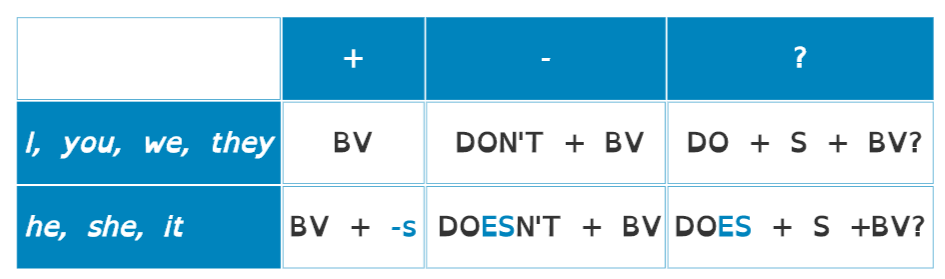 + - ?
I, you, we, they BV DON'T + BV DO + S + BV?
he, she, it BV + -s DOESN'T + BV DOES + S +BV?